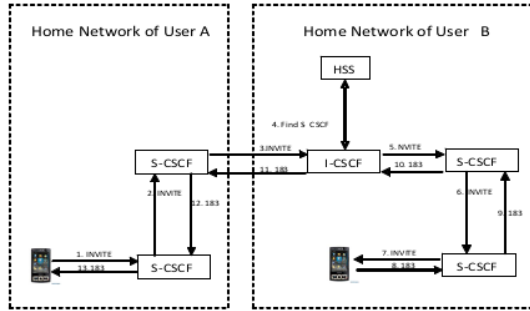 Home Network of User A
Home Network of User B
HSS
4. Find S CSCF
3.INVITE
5. NVITE
S-CSCF
I-CSCF
S-CSCF
11. 183
10. 183
2. INVITE
12. 183
6. INVITE
9. 183
1. INVITE
S-CSCF
13.183
7. INVITE
S-CSCF
8. 183